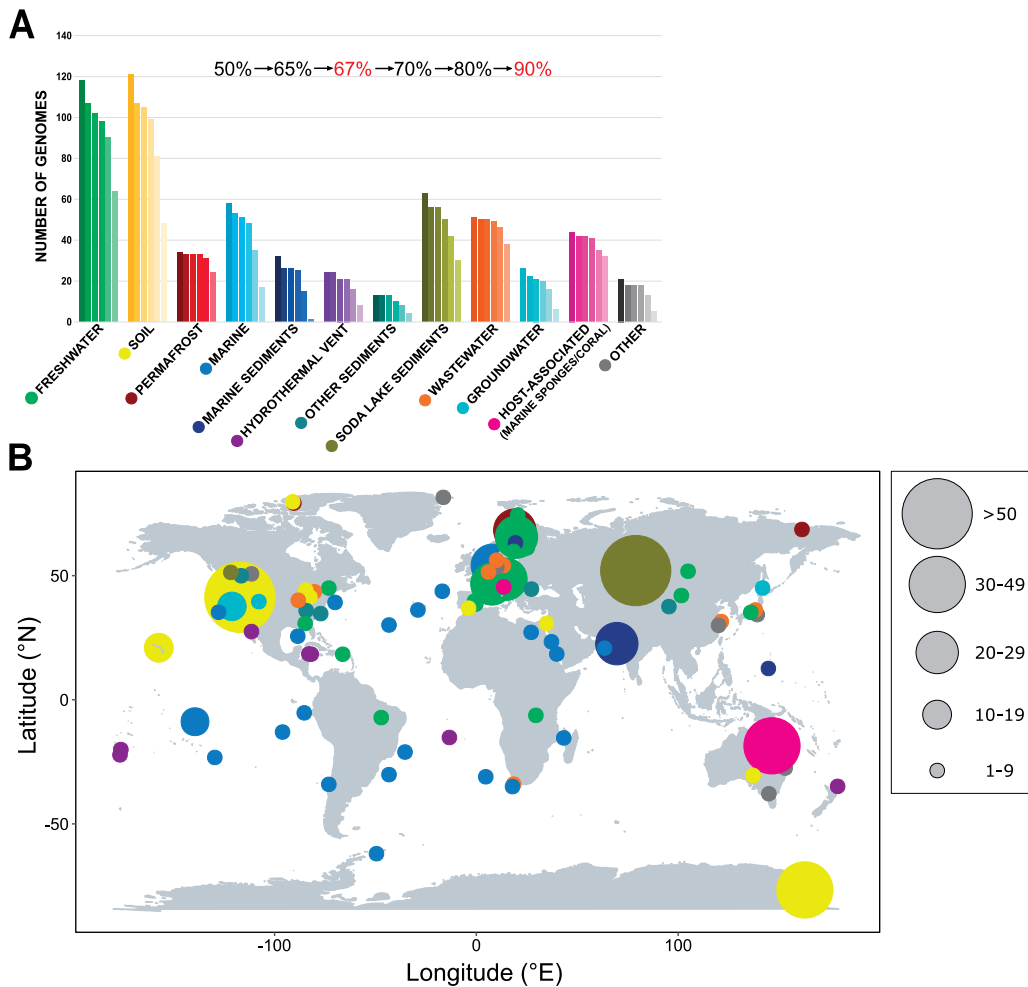 A
NUMBER OF GENOMES
140
120
100
80
60
40
20
0
50%→65%→67%→70%→80%→90%
FRESHWATER
SOIL
PERMAFROST
MARINE
MARINE SEDIMENTS
HYDROTHERMAL VENT
OTHER SEDIMENTS
SODA LAKE SEDIMENTS
WASTEWATER
GROUNDWATER
HOST-ASSOCIATED
(MARINE SPONGES/CORAL)
OTHER
B
Latitude (°N)
50
0
-50
-100
0
100
Longitude (°E)
>50
30-49
20-29
10-19
1-9